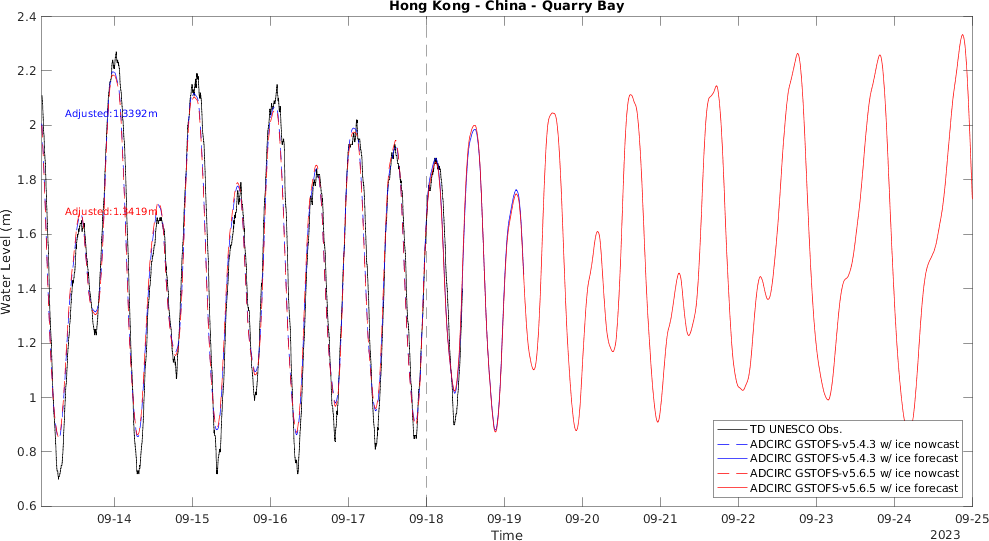 Hong Kong - China - Quarry Bay
2.4
2.2
2
1.8
1.6
1.4
1.2
1
0.8
0.6
Water Level (m)
Adjusted:1.3392m
Adjusted:1.3419m
09-14
09-15
09-16
09-17
09-18
09-19
09-20
09-21
09-22
09-23
09-24
09-25
Time
2023
TD UNESCO Obs.
ADCIRC GSTOFS-v5.4.3 w/ ice nowcast
ADCIRC GSTOFS-v5.4.3 w/ ice forecast
ADCIRC GSTOFS-v5.6.5 w/ ice nowcast
ADCIRC GSTOFS-v5.6.5 w/ ice forecast